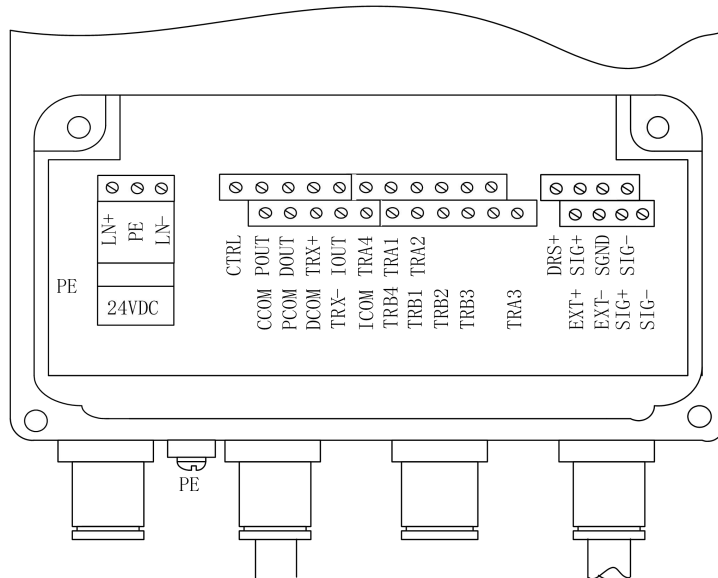 LN+ PE LN-
PE
24VDC
CTRL POUT DOUT TRX+ IOUT TRA4 TRA1 TRA2
CCOM PCOM DCOM TRX- ICOM TRB4 TRB1 TRB2 TRB3 TRA3
DRS+ SIG+ SGND SIG-
EXT+ EXT- SIG+ SIG-
PE